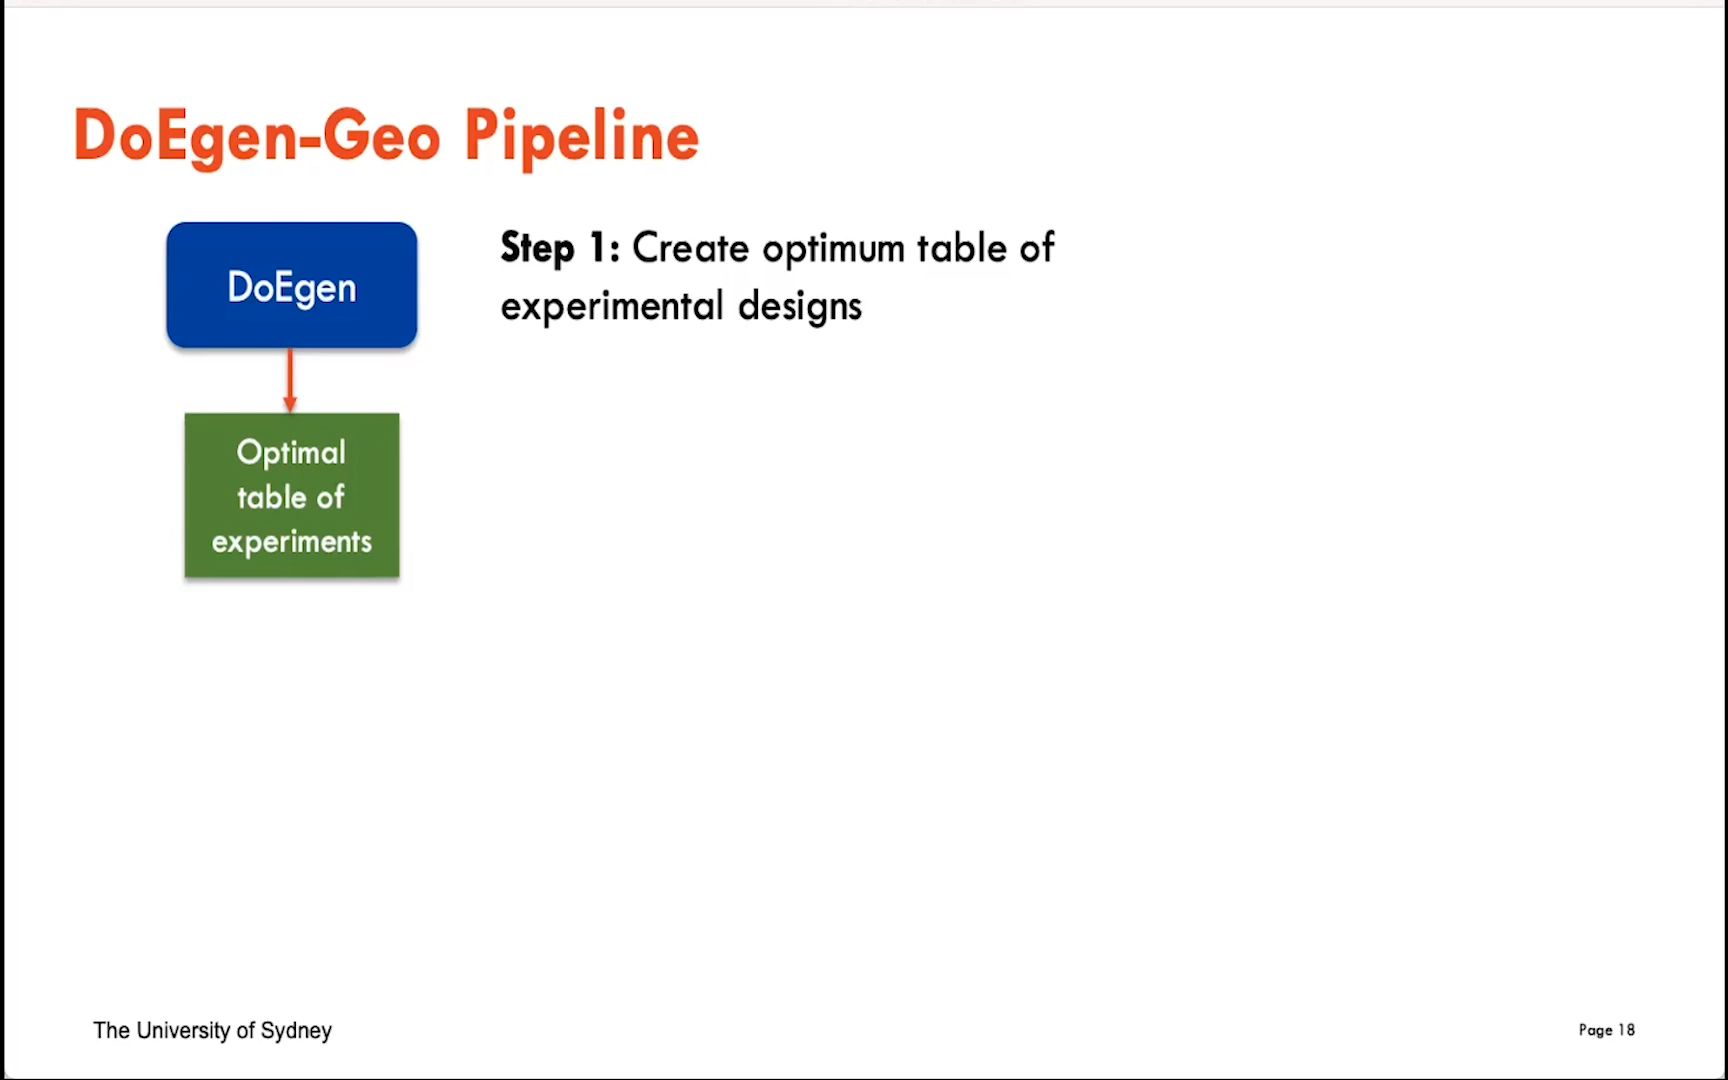 DoEgen-Geo Pipeline
DoEgen
Step 1: Create optimum table of
experimental designs
Optimal
table of
experiments
The University of Sydney
Page 18